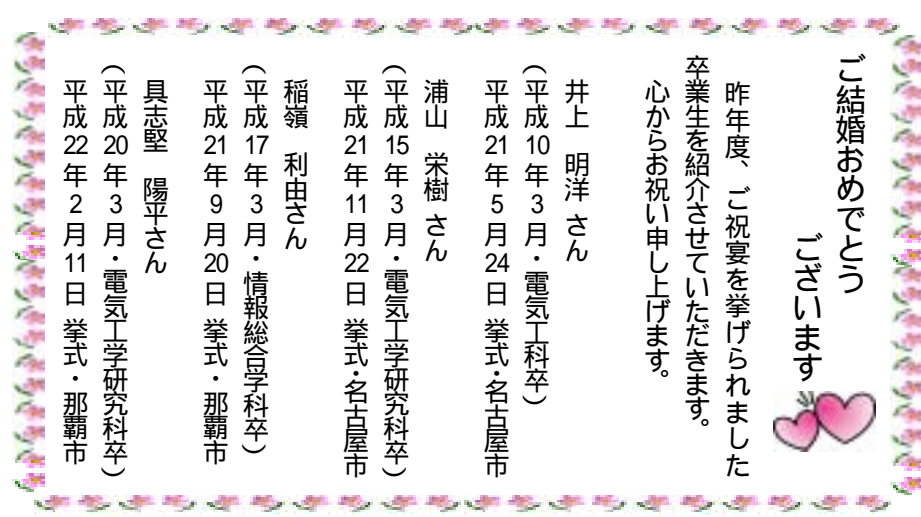 ご結婚おめでとう
ございます
昨年度、ご祝宴を挙げられました
卒業生を紹介させていただきます。
心からお祝い申し上げます。
井上 明洋 さん
(平成10年3月・電気工科卒)
平成21年5月24日 挙式・名古屋市
浦山 栄樹 さん
(平成15年3月・電気工学研究科卒)
平成21年11月22日 挙式・名古屋市
稲嶺 利由さん
(平成17年3月・情報総合学科卒)
平成21年9月20日 挙式・那覇市
具志堅 陽平さん
(平成20年3月・電気工学研究科卒)
平成22年2月11日 挙式・那覇市